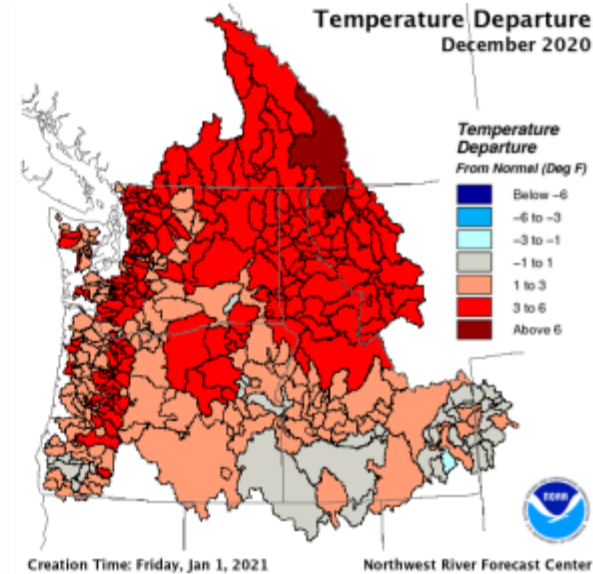 Temperature Departure
December 2020
Temperature
Departure
From Normal (Deg F)
Below -6
-6 to -3
-3 to -1
-1 to 1
1 to 3
3 to 6
Above 6
NOAA
Creation Time: Friday, Jan 1, 2021
Northwest River Forecast Center